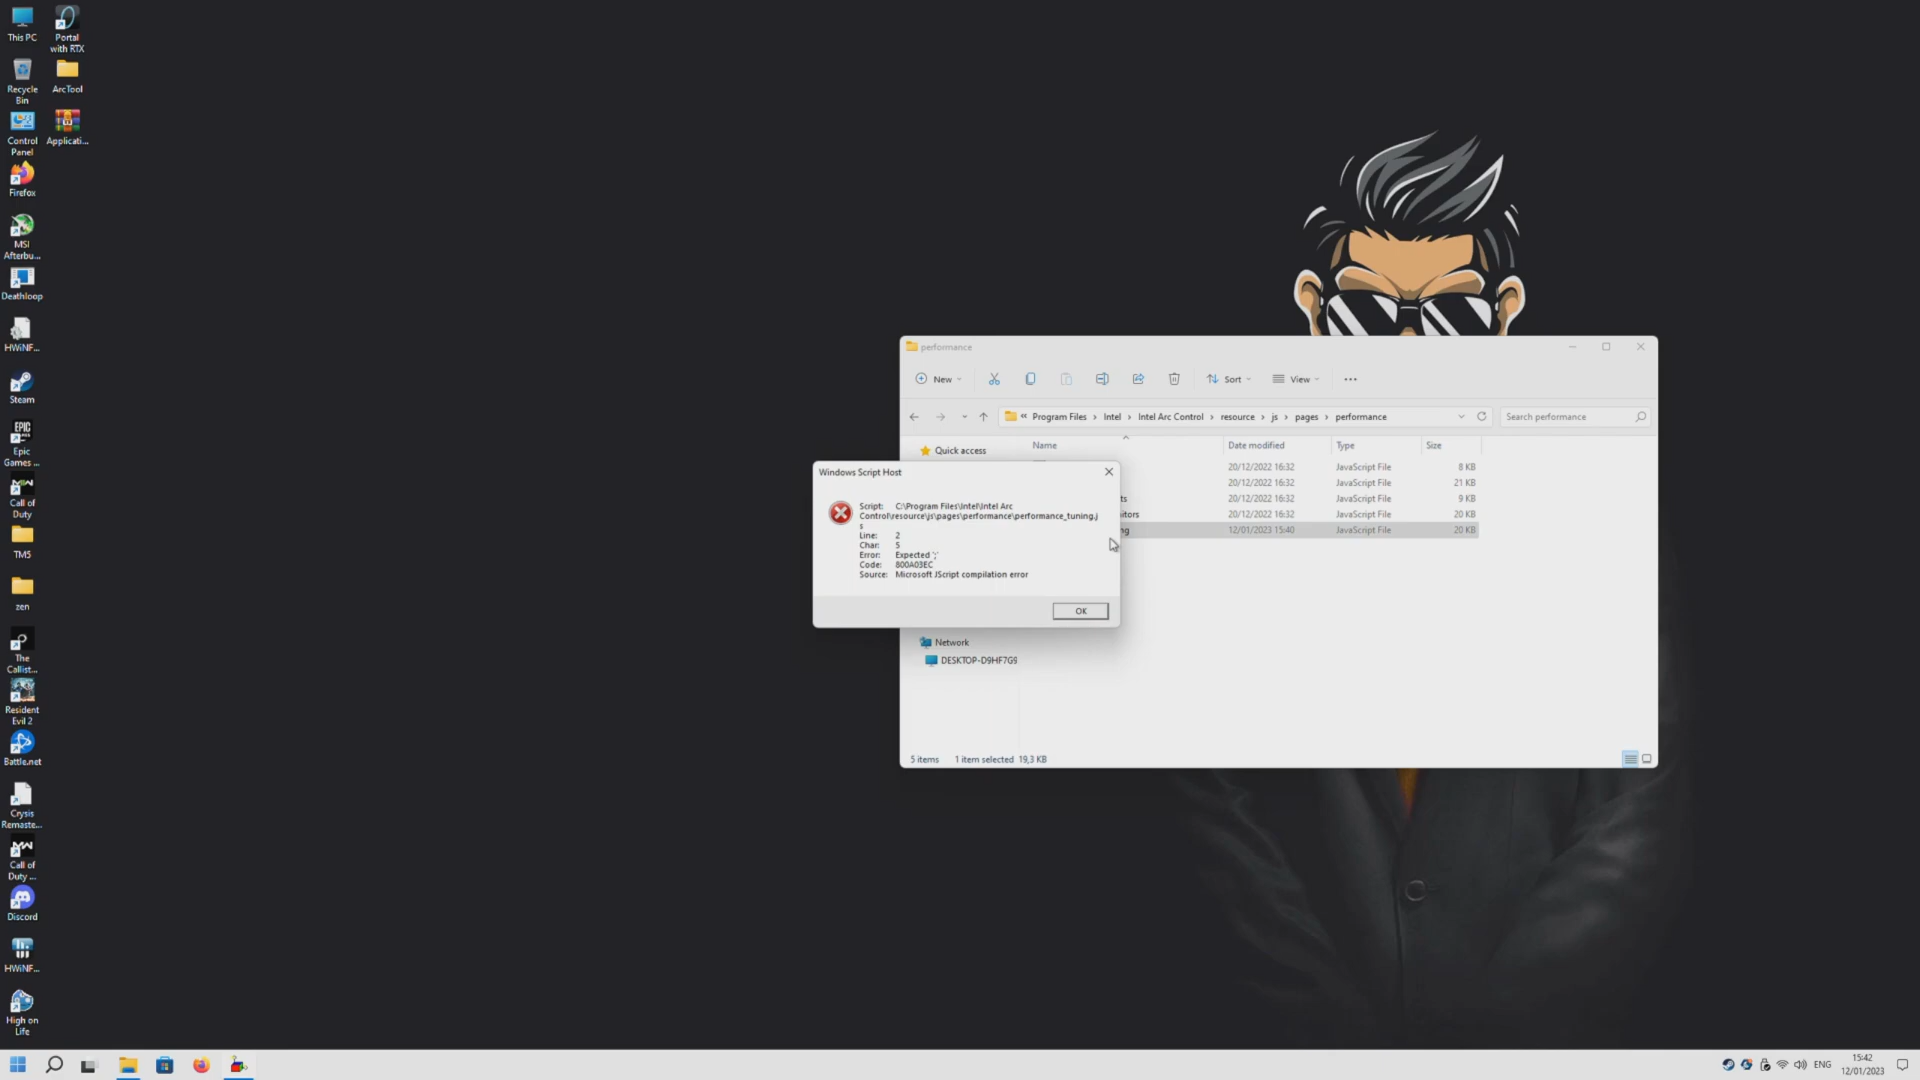 This PC
Portal
with RTX
Recycle
Bin
ArcTool
Control
Panel
Applicati...
Firefox
MSI
Afterbu...
Deathloop
HWiNF...
Steam
EPIC
GAMES
Epic
Games ...
Call of
Duty
TM5
zen
The
Callist...
Resident
Evil 2
Battle.net
Crysis
Remaste...
Call of
Duty ...
Discord
HWiNF...
High on
Life
performance
New
Sort
View
« Program Files › Intel › Intel Arc Control › resource › js › pages › performance
Search performance
Quick access
Name
Date modified
Type
Size
20/12/2022 16:32 JavaScript File 8 KB
20/12/2022 16:32 JavaScript File 21 KB
ts 20/12/2022 16:32 JavaScript File 9 KB
itors 20/12/2022 16:32 JavaScript File 20 KB
ng 12/01/2023 15:40 JavaScript File 20 KB
Windows Script Host
Script: C:\Program Files\Intel\Intel Arc
Control\resource\js\pages\performance\performance_tuning.j
s
Line: 2
Char: 5
Error: Expected ';'
Code: 800A03EC
Source: Microsoft JScript compilation error
OK
Network
DESKTOP-D9HF7G9
5 items 1 item selected 19,3 KB
ENG
15:42
12/01/2023